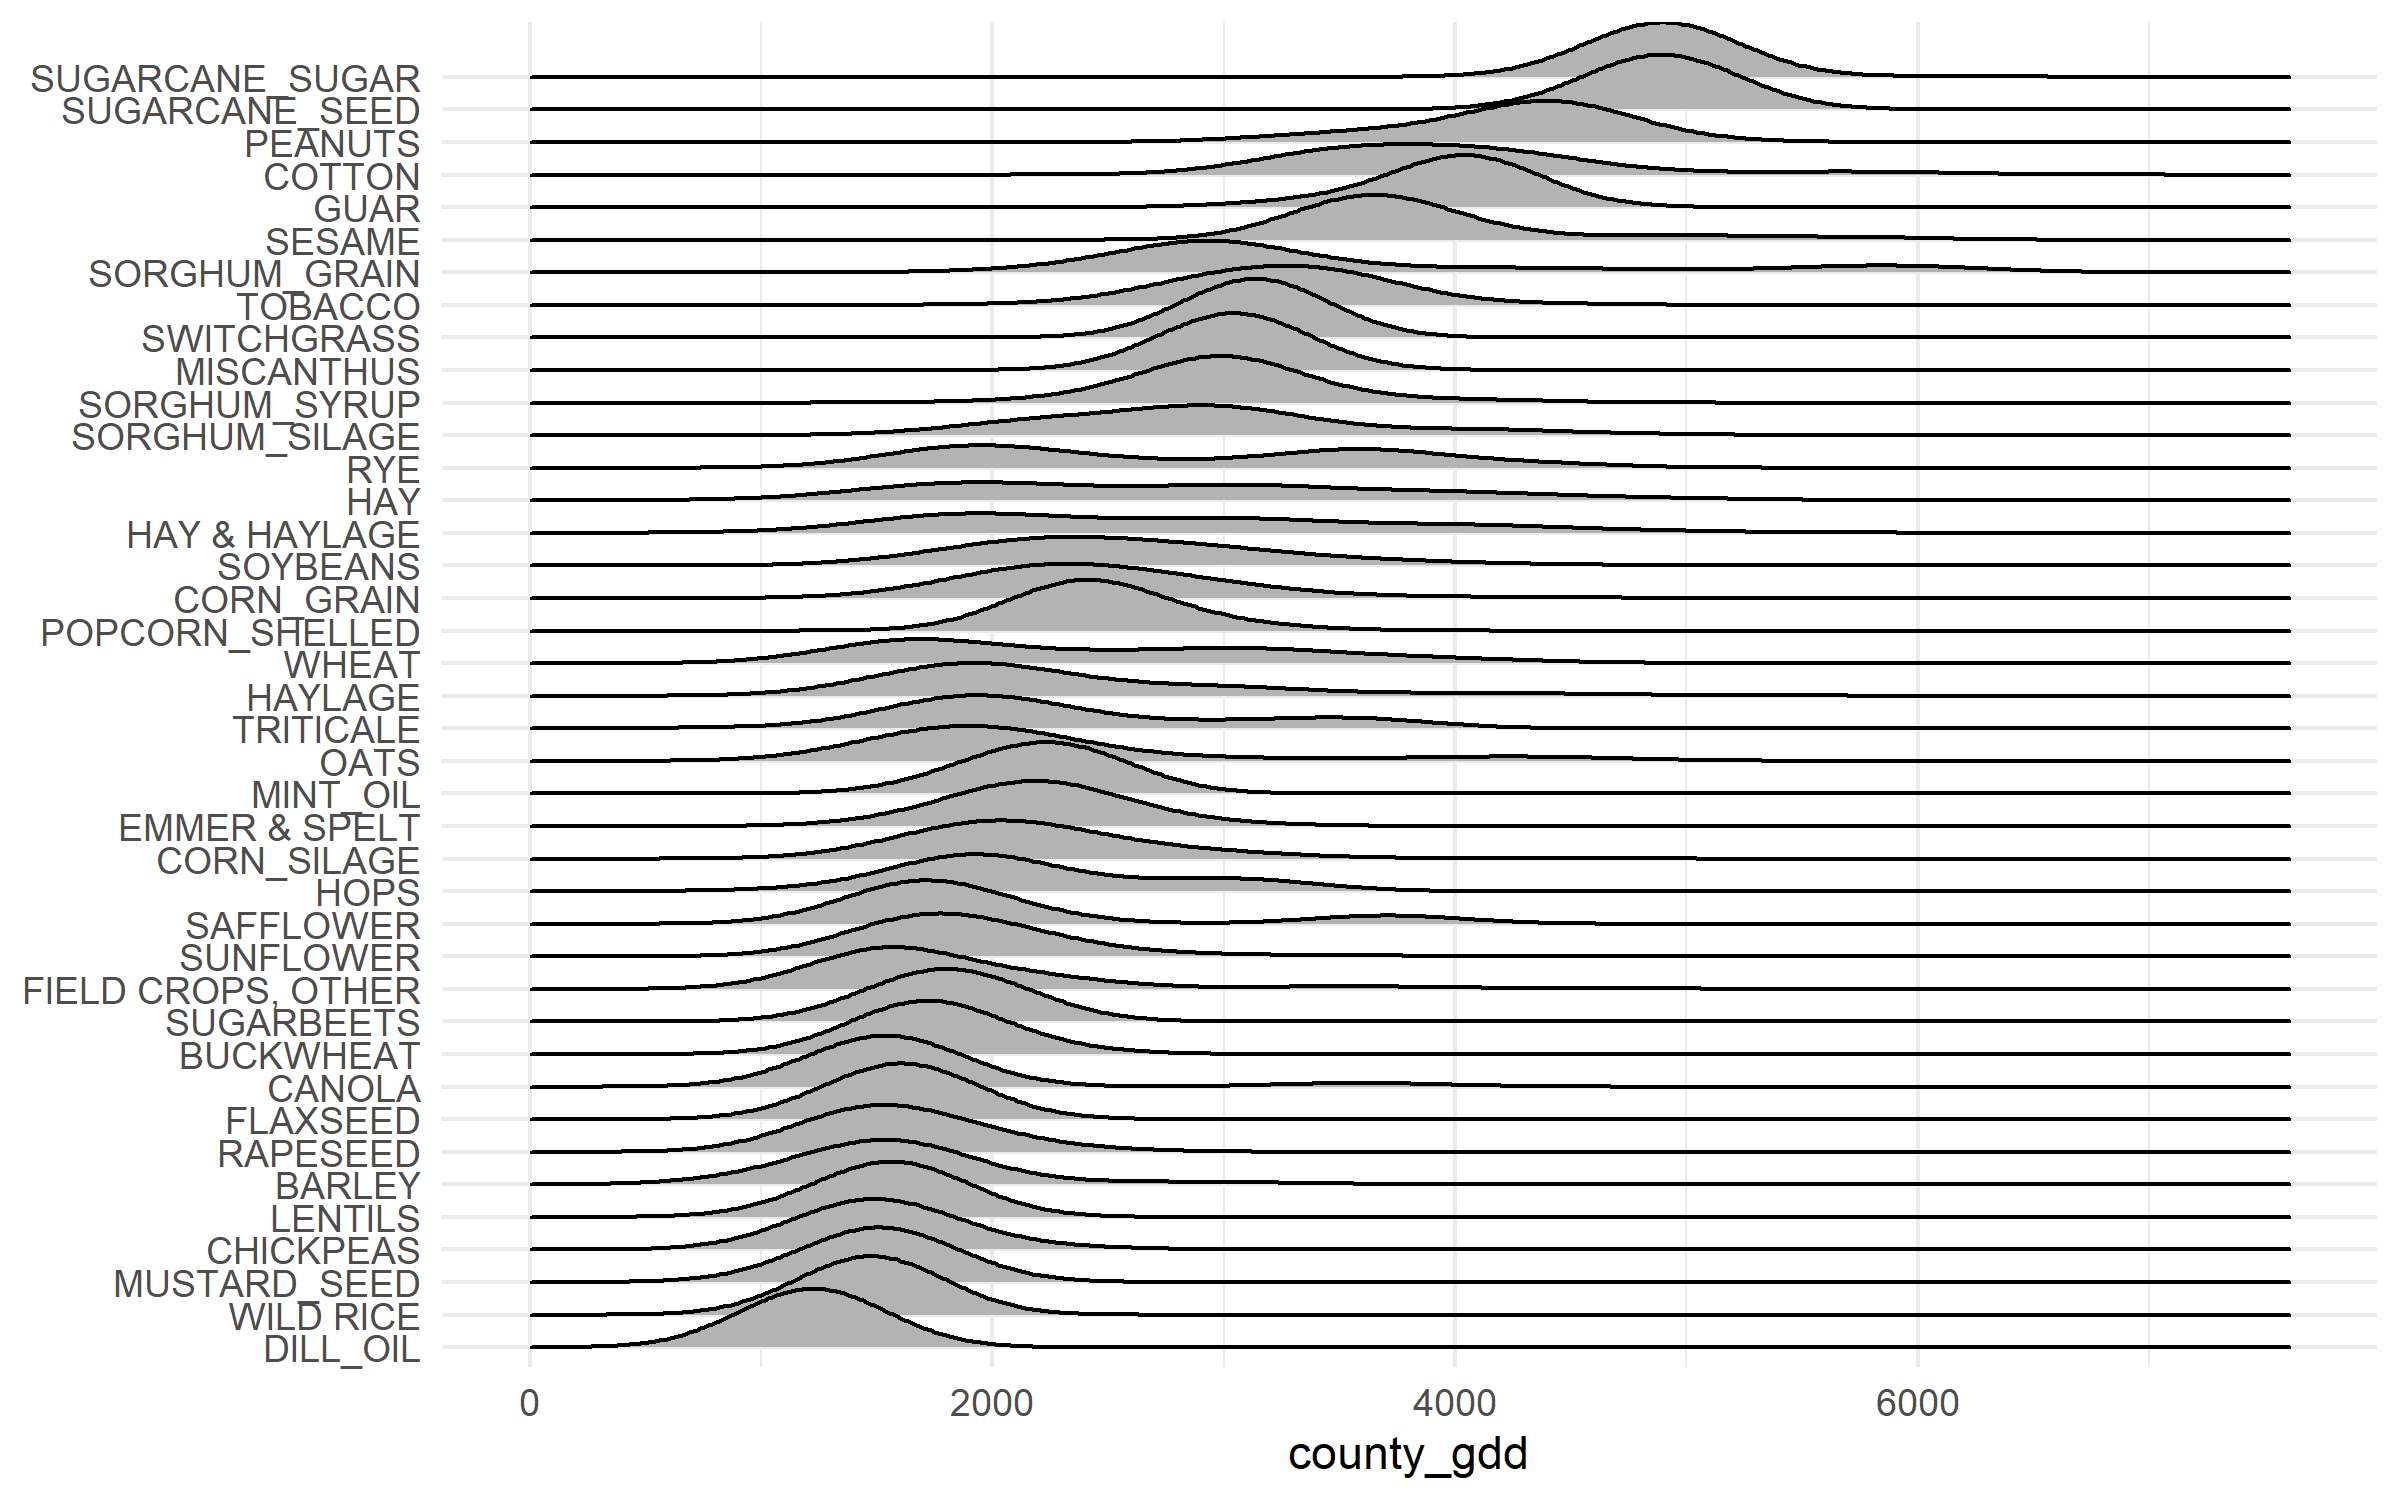 SUGARCANE_SUGAR
SUGARCANE_SEED
PEANUTS
COTTON
GUAR
SESAME
SORGHUM_GRAIN
TOBACCO
SWITCHGRASS
MISCANTHUS
SORGHUM_SYRUP
SORGHUM_SILAGE
RYE
HAY
HAY & HAYLAGE
SOYBEANS
CORN_GRAIN
POPCORN_SHELLED
WHEAT
HAYLAGE
TRITICALE
OATS
MINT_OIL
EMMER & SPELT
CORN_SILAGE
HOPS
SAFFLOWER
SUNFLOWER
FIELD CROPS, OTHER
SUGARBEETS
BUCKWHEAT
CANOLA
FLAXSEED
RAPESEED
BARLEY
LENTILS
CHICKPEAS
MUSTARD_SEED
WILD RICE
DILL_OIL
0 2000 4000 6000
county_gdd